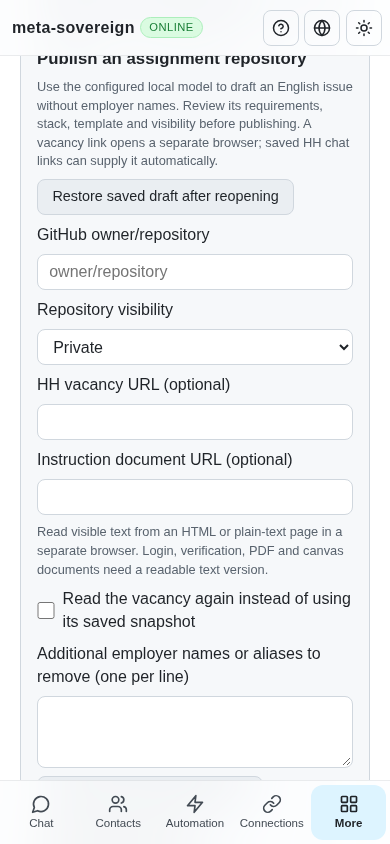 meta-sovereign ONLINE
Publish an assignment repository
Use the configured local model to draft an English issue
without employer names. Review its requirements,
stack, template and visibility before publishing. A
vacancy link opens a separate browser; saved HH chat
links can supply it automatically.
Restore saved draft after reopening
GitHub owner/repository
owner/repository
Repository visibility
Private
HH vacancy URL (optional)
Instruction document URL (optional)
Read visible text from an HTML or plain-text page in a
separate browser. Login, verification, PDF and canvas
documents need a readable text version.
Read the vacancy again instead of using
its saved snapshot
Additional employer names or aliases to
remove (one per line)
Chat Contacts Automation Connections More